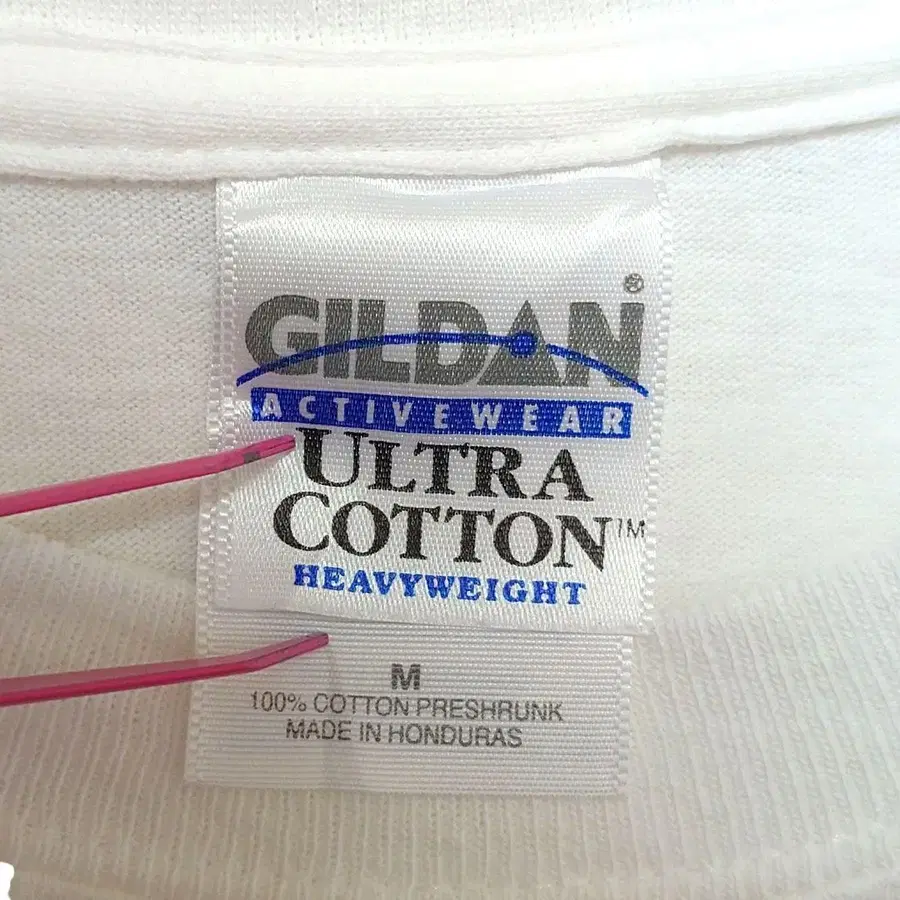 GILDAN®
ACTIVEWEAR
ULTRA
COTTON™
HEAVYWEIGHT
M
100% COTTON PRESHRUNK
MADE IN HONDURAS